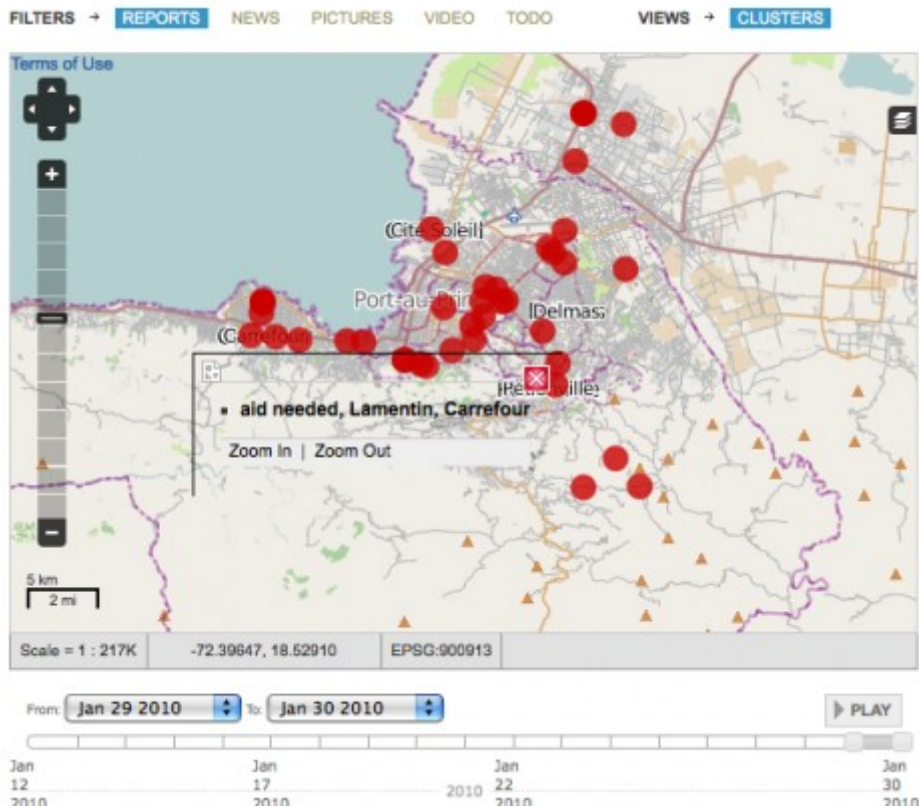 FILTERS → REPORTS NEWS PICTURES VIDEO TODO VIEWS → CLUSTERS
Terms of Use
+
(Cite Soleil)
Port-au-Prin
(Delmas)
(Carrefour)
aid needed, Lamentin, Carrefour
Zoom In | Zoom Out
−
5 km
2 mi
Scale = 1 : 217K -72.39647, 18.52910 EPSG:900913
From: Jan 29 2010 To: Jan 30 2010 PLAY
Jan Jan Jan Jan
12 17 22 30
2010 2010 2010 2010 2010